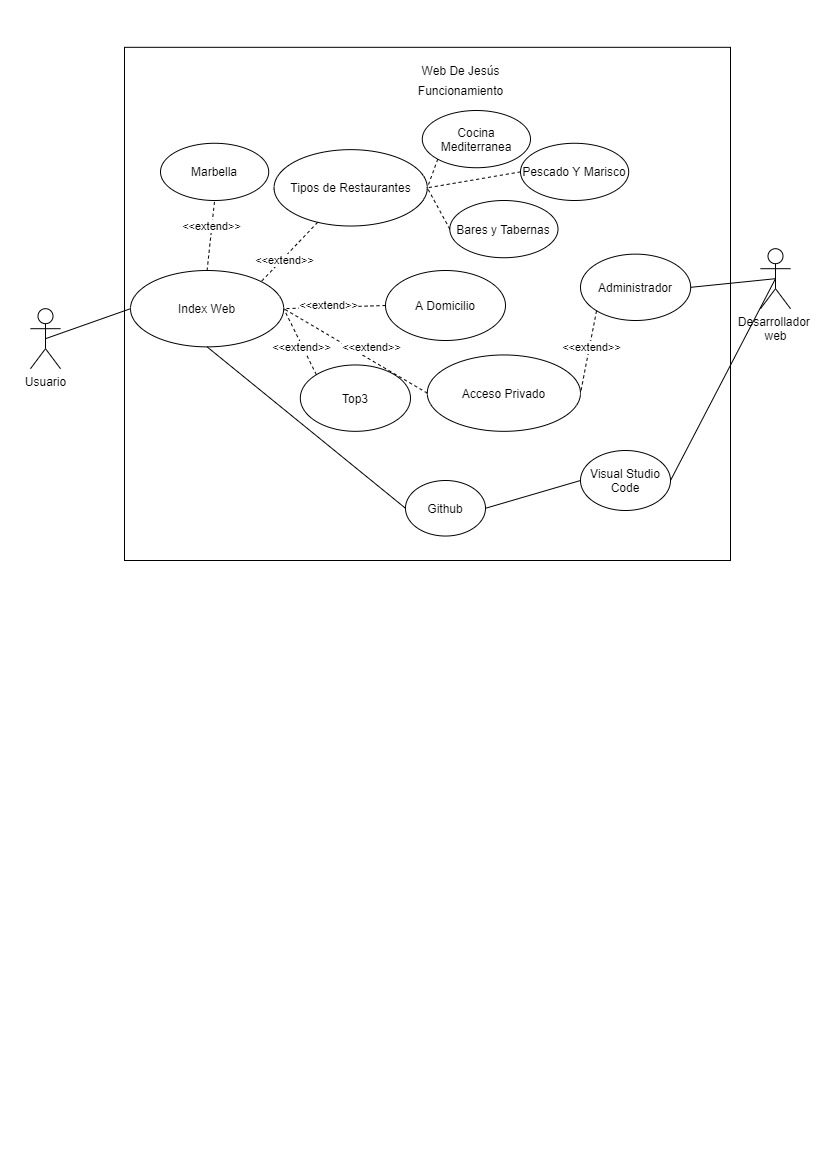 Web De Jesús
Funcionamiento
Cocina
Mediterranea
Marbella
Tipos de Restaurantes
Pescado Y Marisco
Bares y Tabernas
<<extend>>
<<extend>>
Index Web
<<extend>>
A Domicilio
Administrador
Desarrollador
web
Usuario
<<extend>>
<<extend>>
<<extend>>
Top3
Acceso Privado
Visual Studio
Code
Github